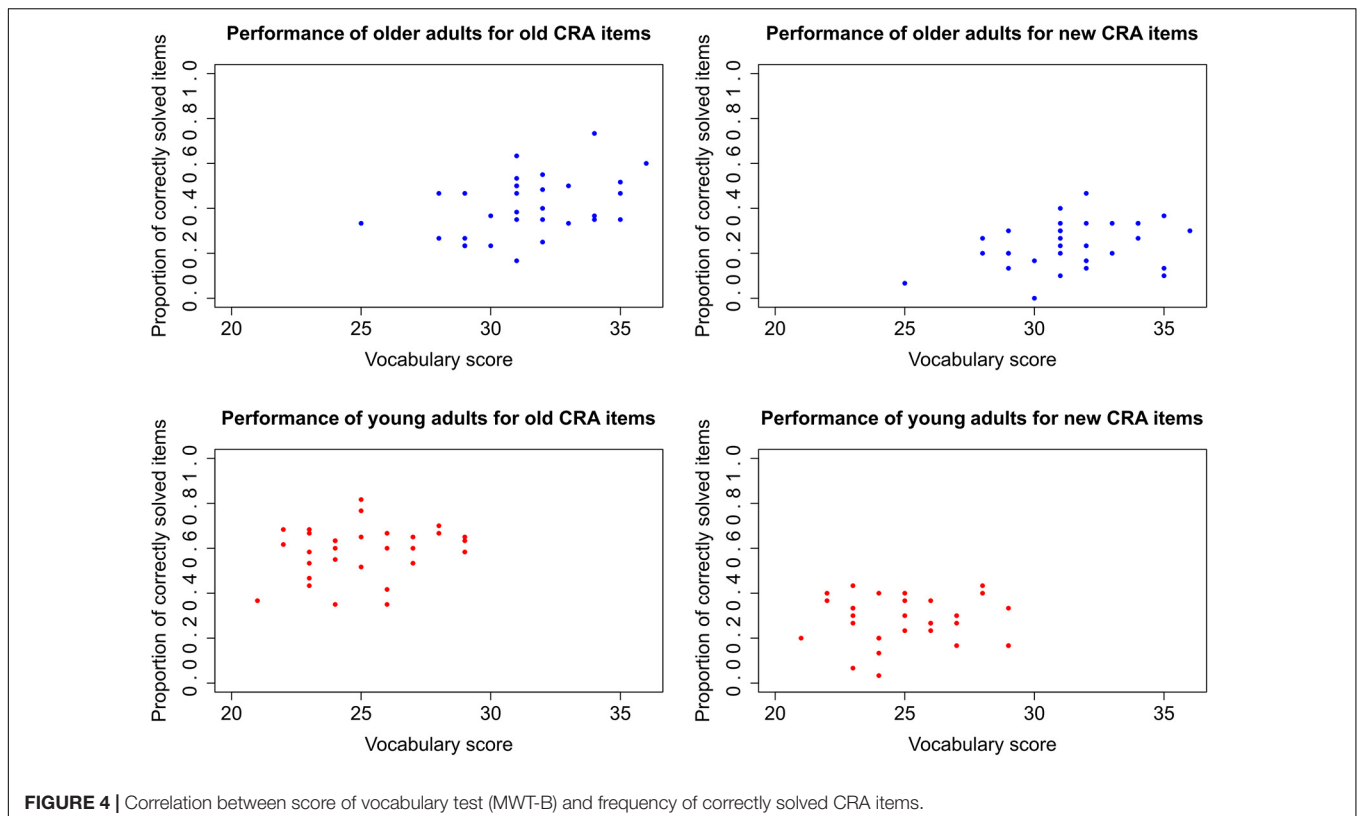 Performance of older adults for old CRA items
Proportion of correctly solved items
0.0 0.2 0.4 0.6 0.8 1.0
20 25 30 35
Vocabulary score
Performance of older adults for new CRA items
Proportion of correctly solved items
0.0 0.2 0.4 0.6 0.8 1.0
20 25 30 35
Vocabulary score
Performance of young adults for old CRA items
Proportion of correctly solved items
0.0 0.2 0.4 0.6 0.8 1.0
20 25 30 35
Vocabulary score
Performance of young adults for new CRA items
Proportion of correctly solved items
0.0 0.2 0.4 0.6 0.8 1.0
20 25 30 35
Vocabulary score
FIGURE 4 | Correlation between score of vocabulary test (MWT-B) and frequency of correctly solved CRA items.